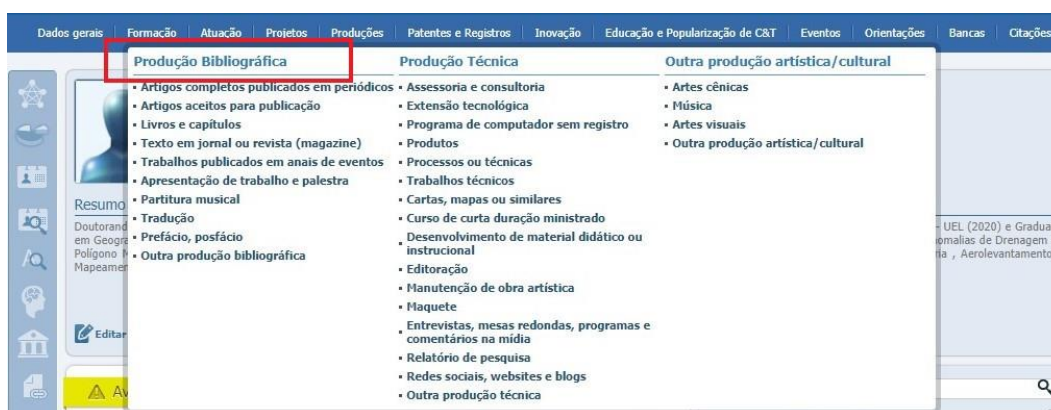 Dados gerais Formação Atuação Projetos Produções Patentes e Registros Inovação Educação e Popularização de C&T Eventos Orientações Bancas Citações
Produção Bibliográfica
Artigos completos publicados em periódicos
Artigos aceitos para publicação
Livros e capítulos
Texto em jornal ou revista (magazine)
Trabalhos publicados em anais de eventos
Apresentação de trabalho e palestra
Partitura musical
Tradução
Prefácio, posfácio
Outra produção bibliográfica
Produção Técnica
Assessoria e consultoria
Extensão tecnológica
Programa de computador sem registro
Produtos
Processos ou técnicas
Trabalhos técnicos
Cartas, mapas ou similares
Curso de curta duração ministrado
Desenvolvimento de material didático ou
instrucional
Editoração
Manutenção de obra artística
Maquete
Entrevistas, mesas redondas, programas e
comentários na mídia
Relatório de pesquisa
Redes sociais, websites e blogs
Outra produção técnica
Outra produção artística/cultural
Artes cênicas
Música
Artes visuais
Outra produção artística/cultural
Resumo
Doutorand
em Geogra
Polígono
Mapeamen
- UEL (2020) e Gradua
omalias de Drenagem
ia , Aerolevantamento
Editar
Av